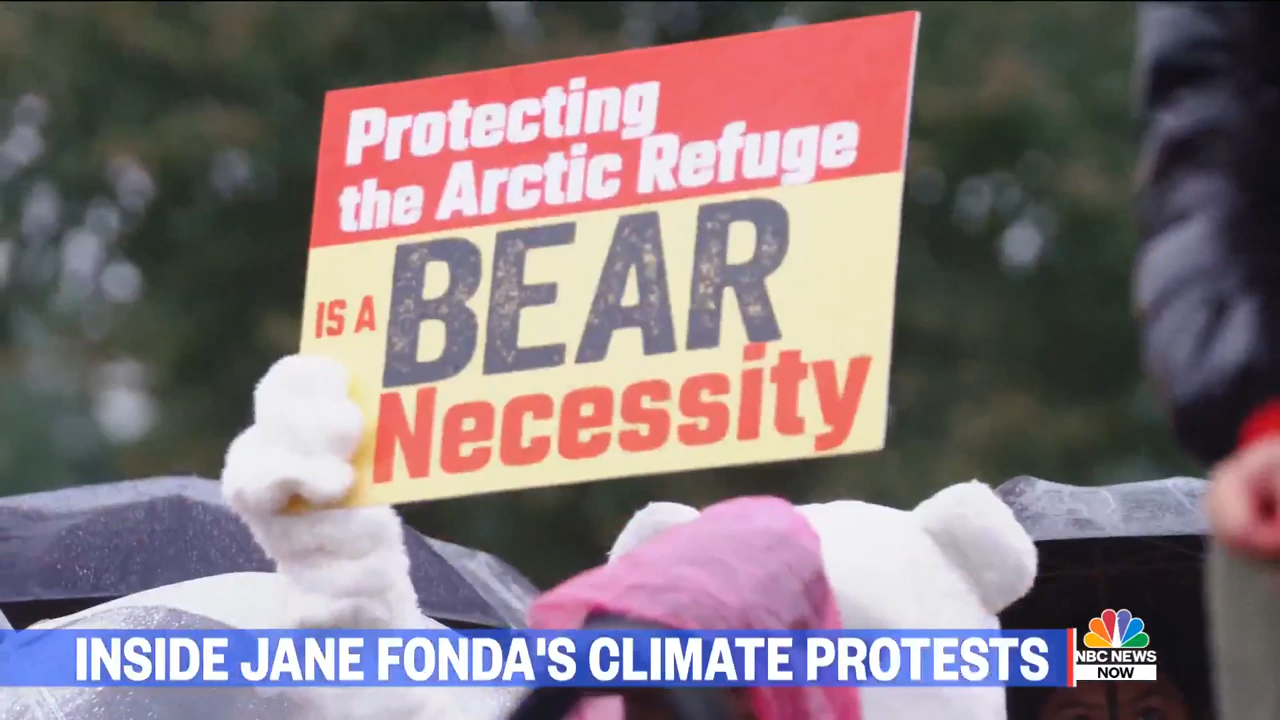 Protecting
the Arctic Refuge
IS A
BEAR
Necessity
INSIDE JANE FONDA'S CLIMATE PROTESTS
NBC NEWS
NOW